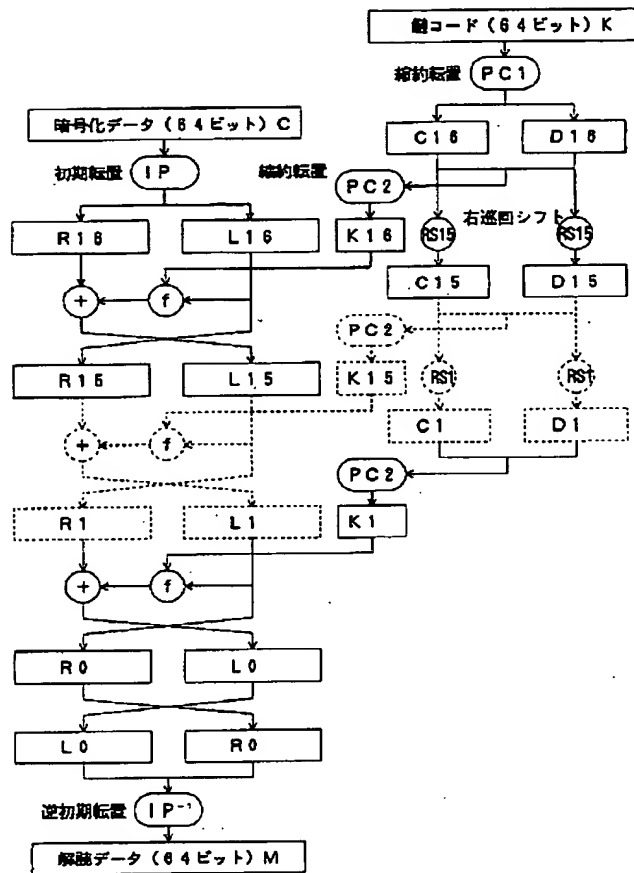 鍵コード(64ビット)K
縮約転置 PC1
暗号化データ(64ビット)C
C16 D16
初期転置 IP 縮約転置 PC2
右巡回シフト
R16 L16 K16 RS15 RS15
C15 D15
+ f
PC2
R15 L15 K15 RS1 RS1
C1 D1
+ f
PC2
R1 L1 K1
+ f
R0 L0
L0 R0
逆初期転置 IP⁻¹
解読データ(64ビット)M